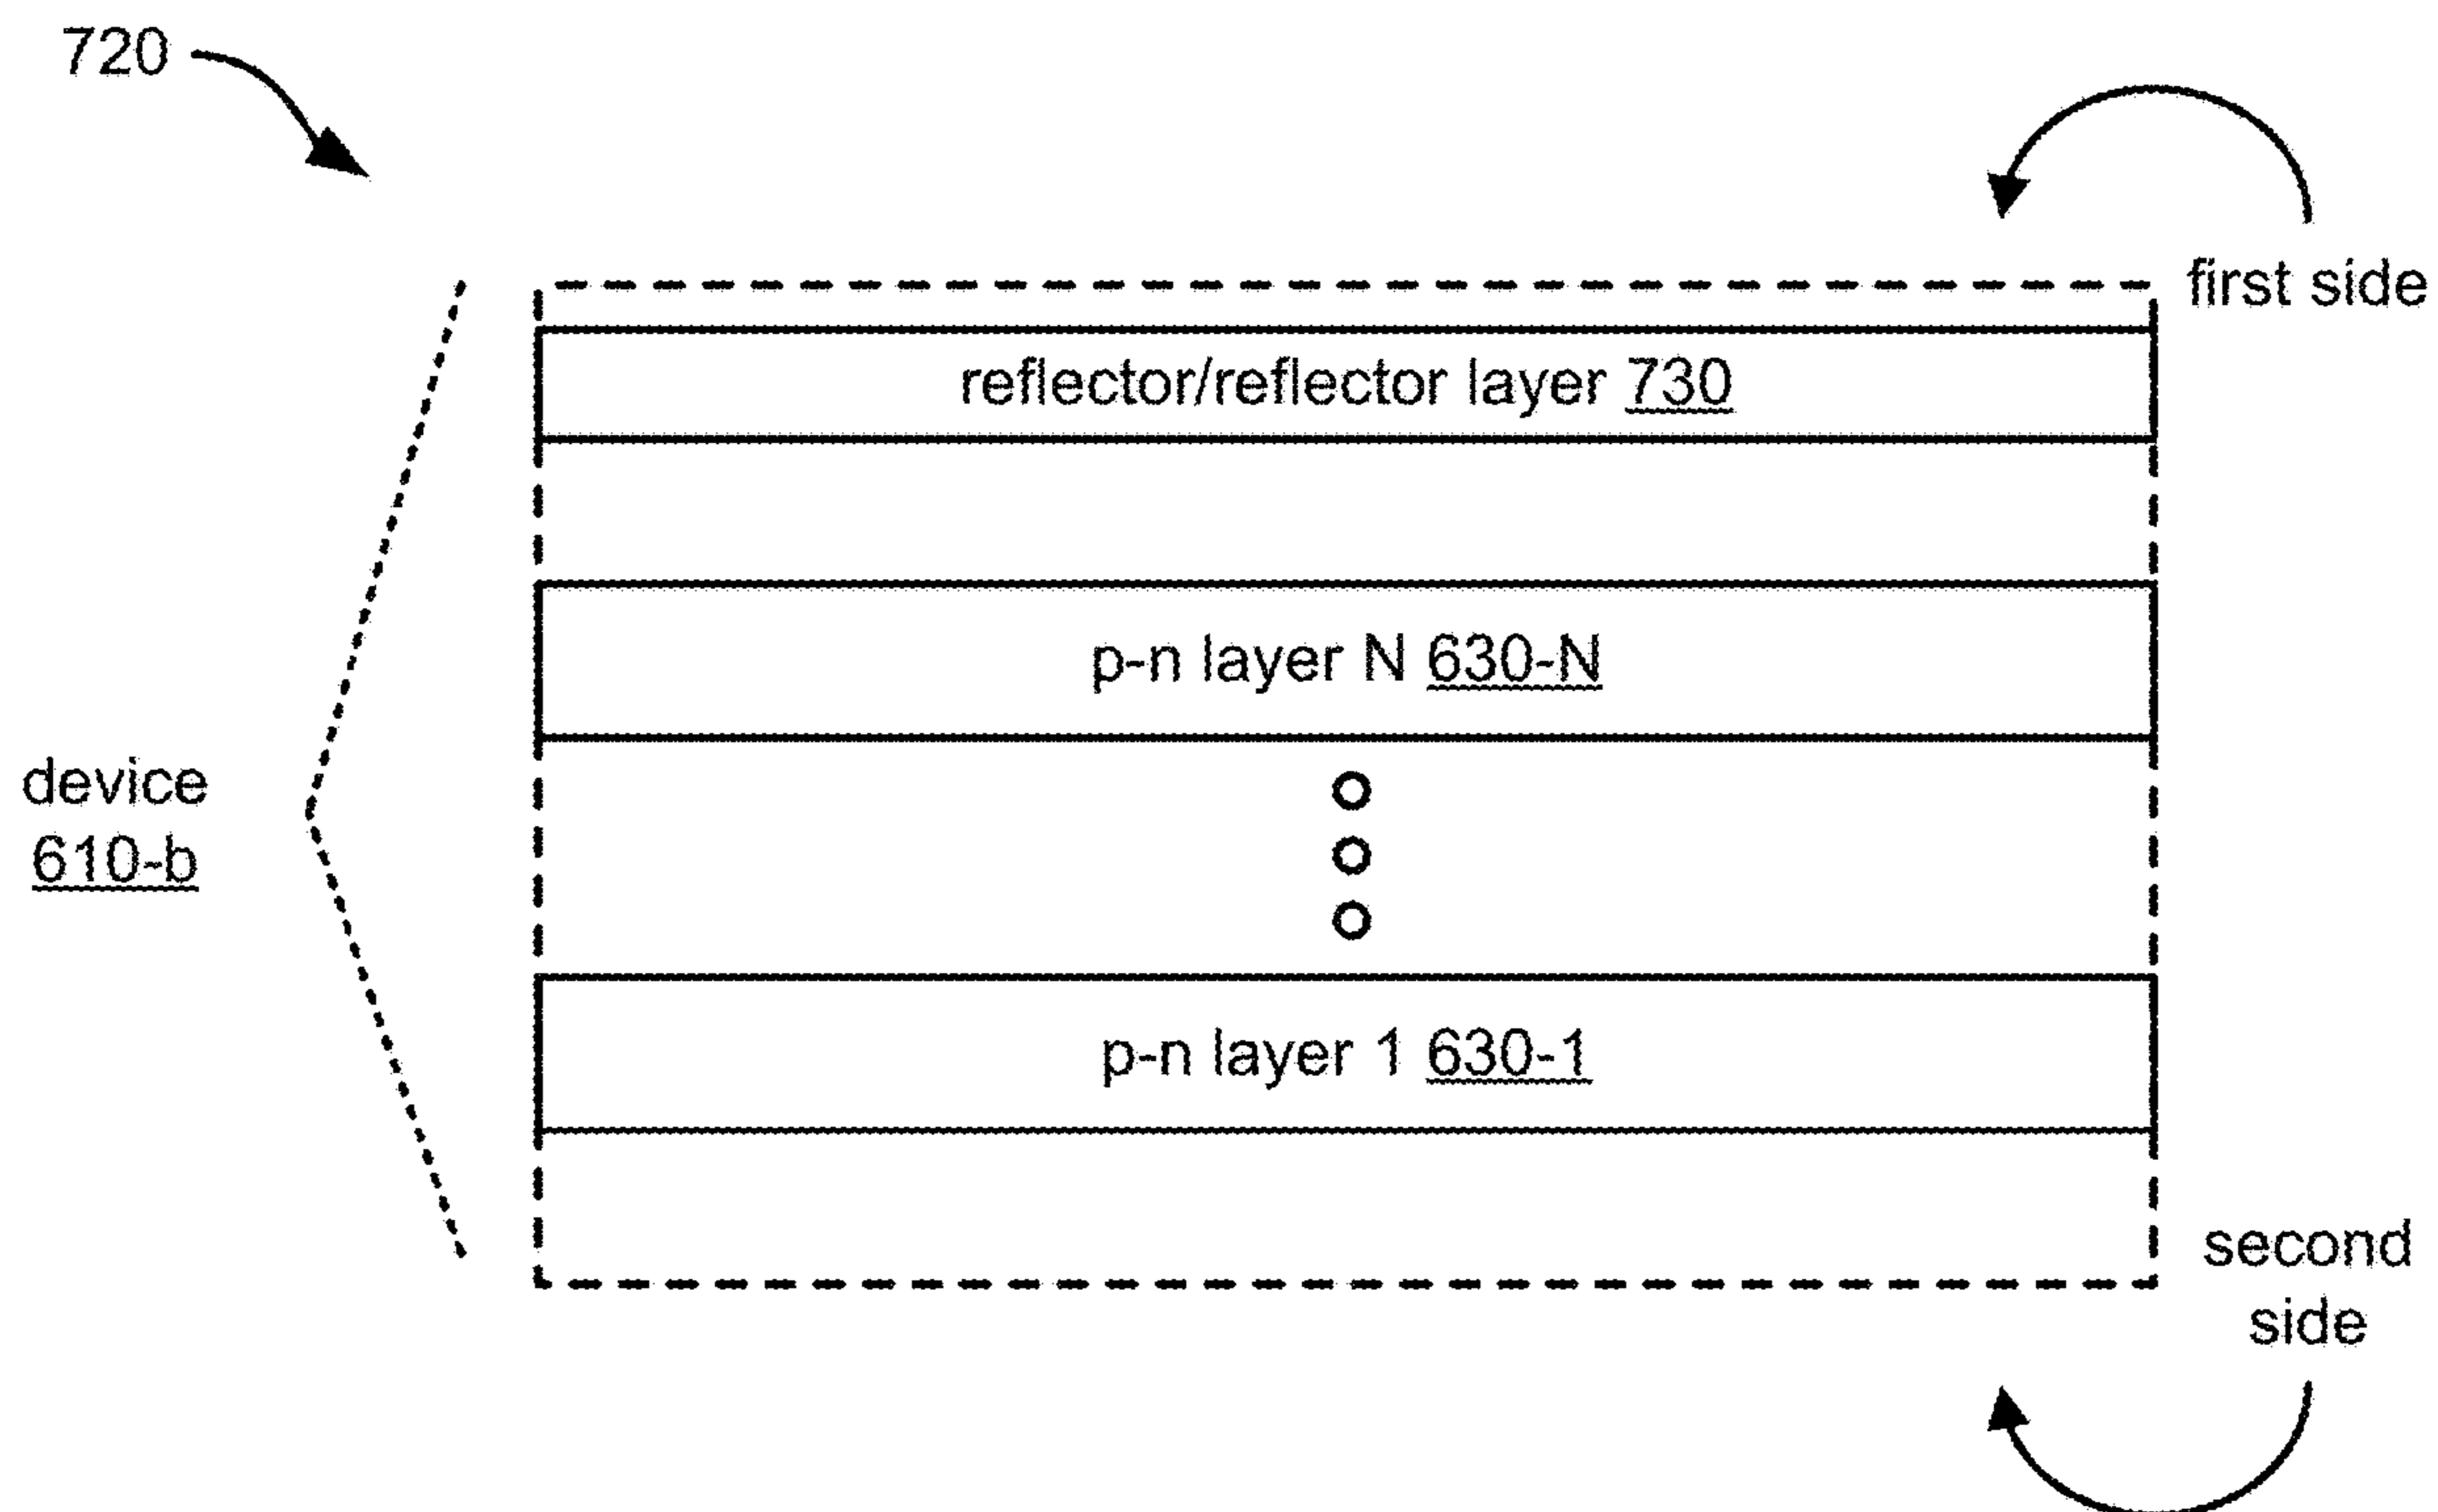 720
first side
reflector/reflector layer 730
p-n layer N 630-N
device
610-b
p-n layer 1 630-1
second
side